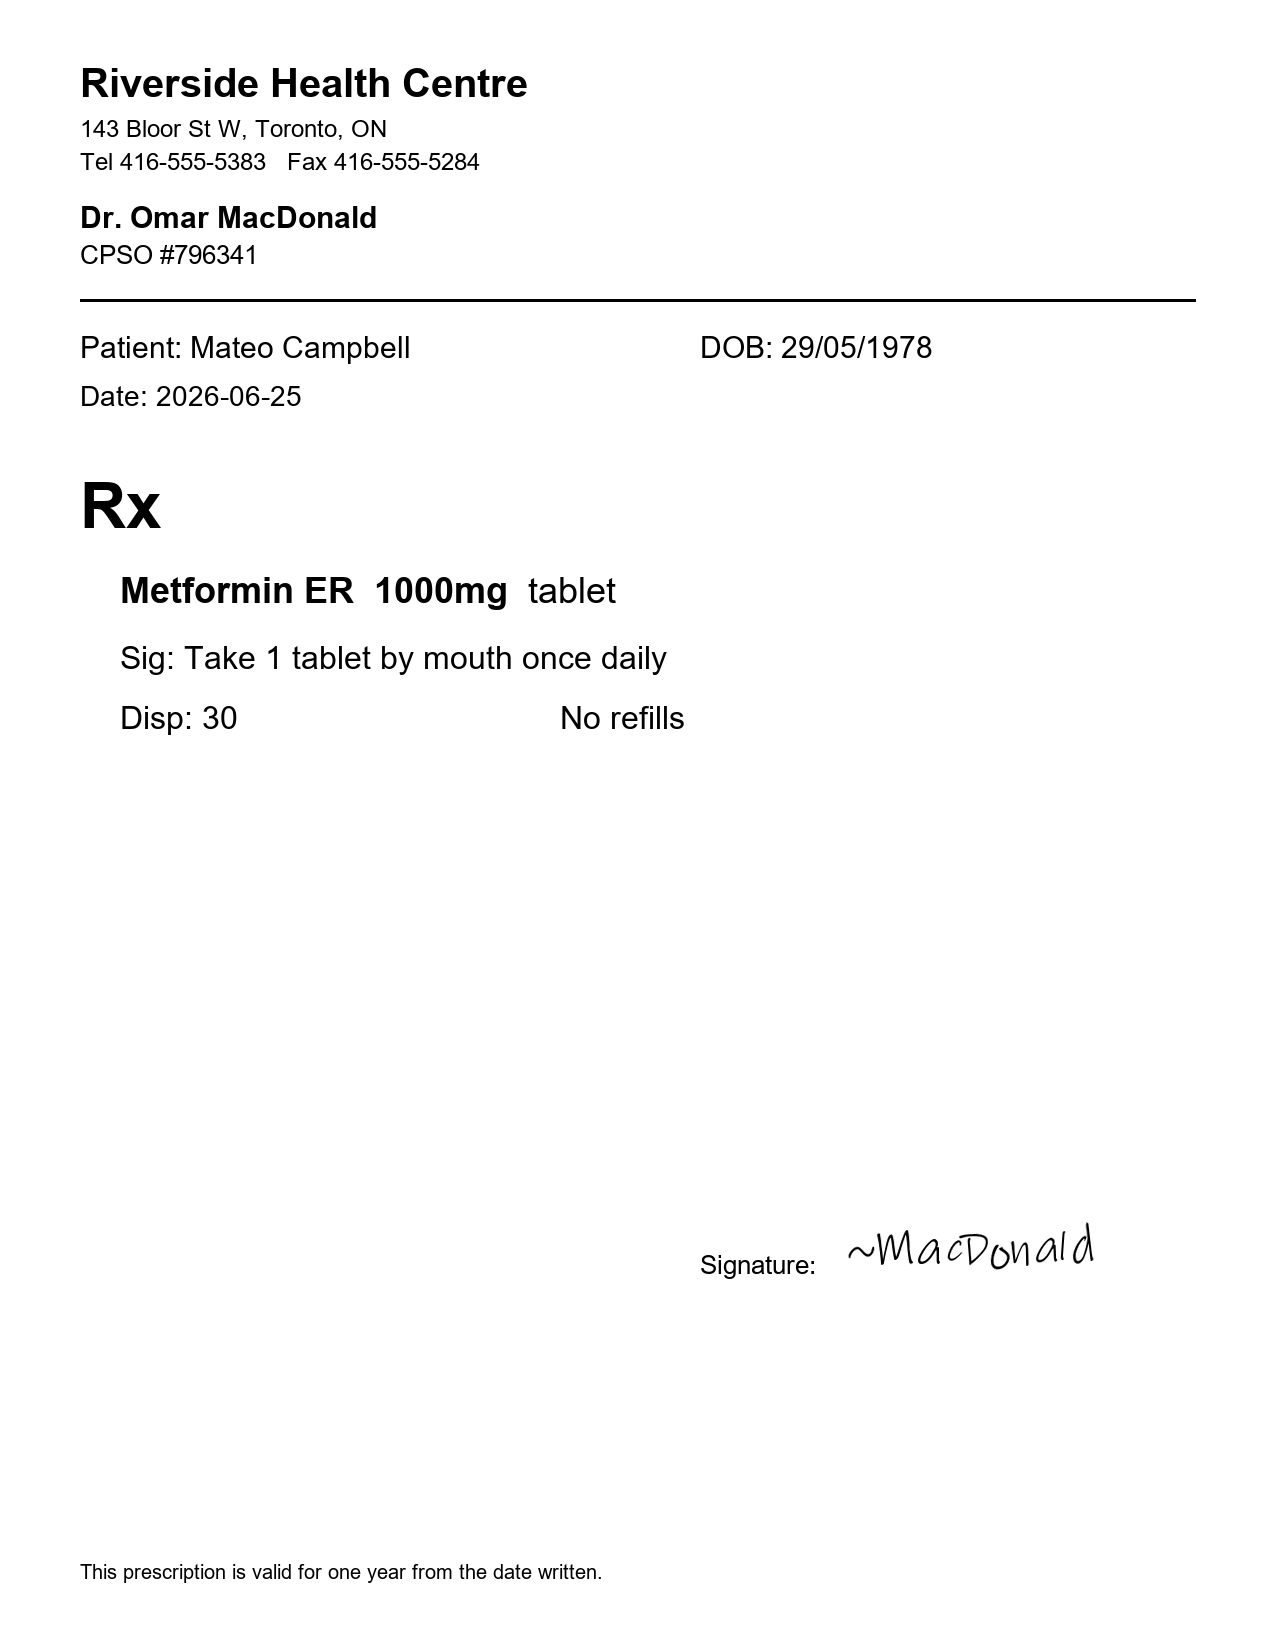 Riverside Health Centre
143 Bloor St W, Toronto, ON
Tel 416-555-5383 Fax 416-555-5284
Dr. Omar MacDonald
CPSO #796341
Patient: Mateo Campbell DOB: 29/05/1978
Date: 2026-06-25
Rx
Metformin ER 1000mg tablet
Sig: Take 1 tablet by mouth once daily
Disp: 30 No refills
Signature: ~MacDonald
This prescription is valid for one year from the date written.